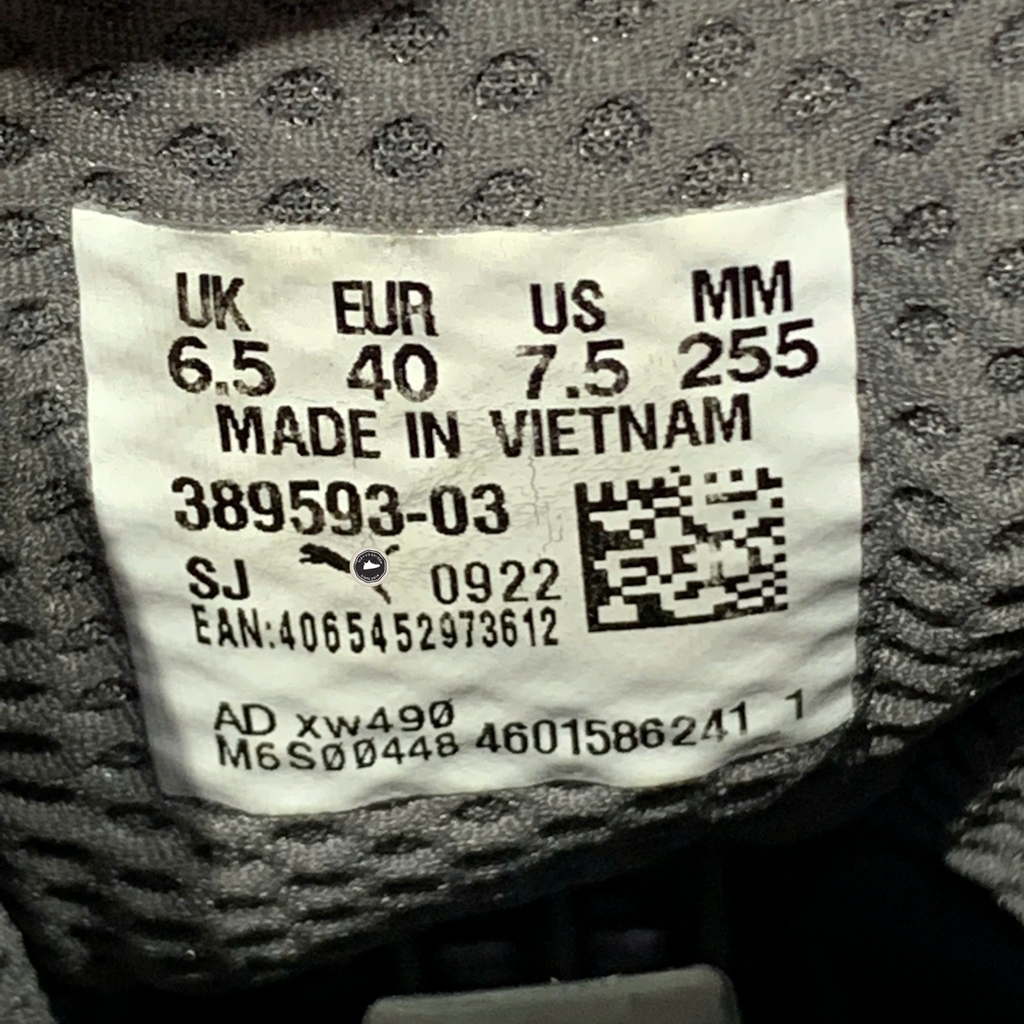 UK EUR US MM
6.5 40 7.5 255
MADE IN VIETNAM
389593-03
SJ 0922
EAN:4065452973612
AD xw490
M6S00448 4601586241 1